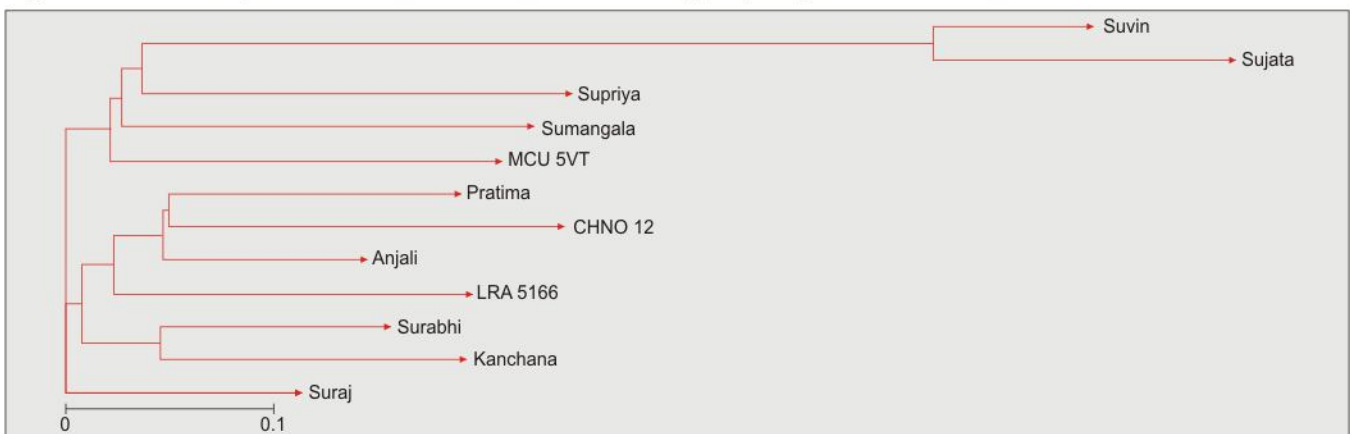 Suvin
Sujata
Supriya
Sumangala
MCU 5VT
Pratima
CHNO 12
Anjali
LRA 5166
Surabhi
Kanchana
Suraj
0 0.1